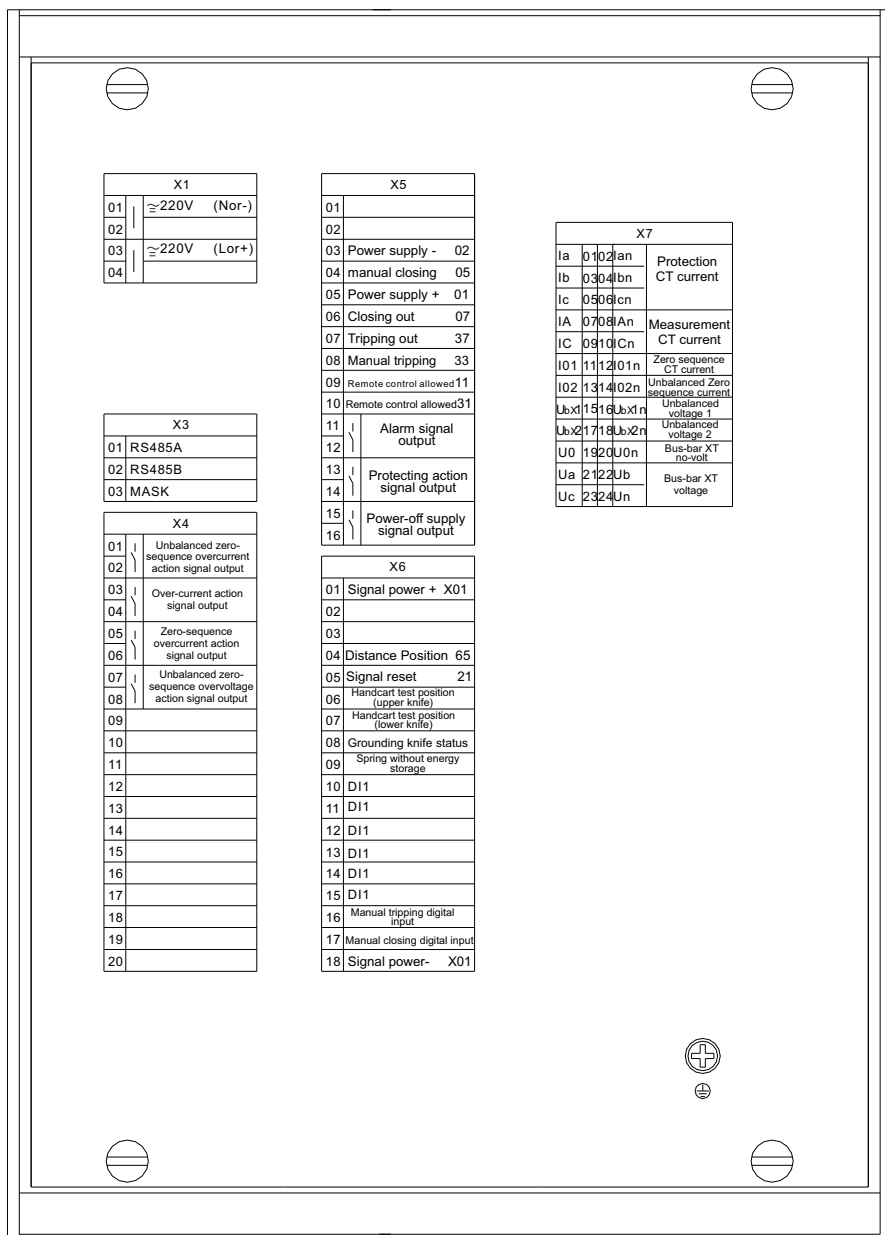 X1
01 ≂220V (Nor-)
02
03 ≂220V (Lor+)
04
X3
01 RS485A
02 RS485B
03 MASK
X4
01 Unbalanced zero-
sequence overcurrent
02 action signal output
03 Over-current action
04 signal output
05 Zero-sequence
overcurrent action
06 signal output
07 Unbalanced zero-
sequence overvoltage
08 action signal output
09
10
11
12
13
14
15
16
17
18
19
20
X5
01
02
03 Power supply - 02
04 manual closing 05
05 Power supply + 01
06 Closing out 07
07 Tripping out 37
08 Manual tripping 33
09 Remote control allowed 11
10 Remote control allowed 31
11 Alarm signal
12 output
13 Protecting action
14 signal output
15 Power-off supply
16 signal output
X6
01 Signal power + X01
02
03
04 Distance Position 65
05 Signal reset 21
06 Handcart test position
(upper knife)
07 Handcart test position
(lower knife)
08 Grounding knife status
09 Spring without energy
storage
10 DI1
11 DI1
12 DI1
13 DI1
14 DI1
15 DI1
16 Manual tripping digital
input
17 Manual closing digital input
18 Signal power- X01
X7
Ia 01 02 Ian Protection
Ib 03 04 Ibn CT current
Ic 05 06 Icn
IA 07 08 IAn Measurement
IC 09 10 ICn CT current
I01 11 12 I01n Zero sequence
CT current
I02 13 14 I02n Unbalanced Zero
sequence current
Ubx1 15 16 Ubx1n Unbalanced
voltage 1
Ubx2 17 18 Ubx2n Unbalanced
voltage 2
U0 19 20 U0n Bus-bar XT
no-volt
Ua 21 22 Ub Bus-bar XT
Uc 23 24 Un voltage